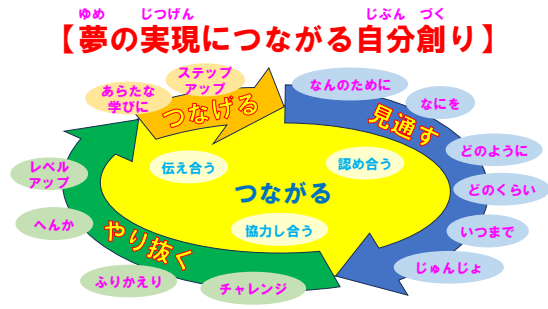 ゆめ じつげん じぶん づく
【夢の実現につながる自分創り】
ステップ
アップ
あらたな
学びに
つなげる
なんのために
なにを
見通す
どのように
どのくらい
いつまで
じゅんじょ
伝え合う
認め合う
つながる
協力し合う
レベル
アップ
へんか
やり抜く
ふりかえり
チャレンジ